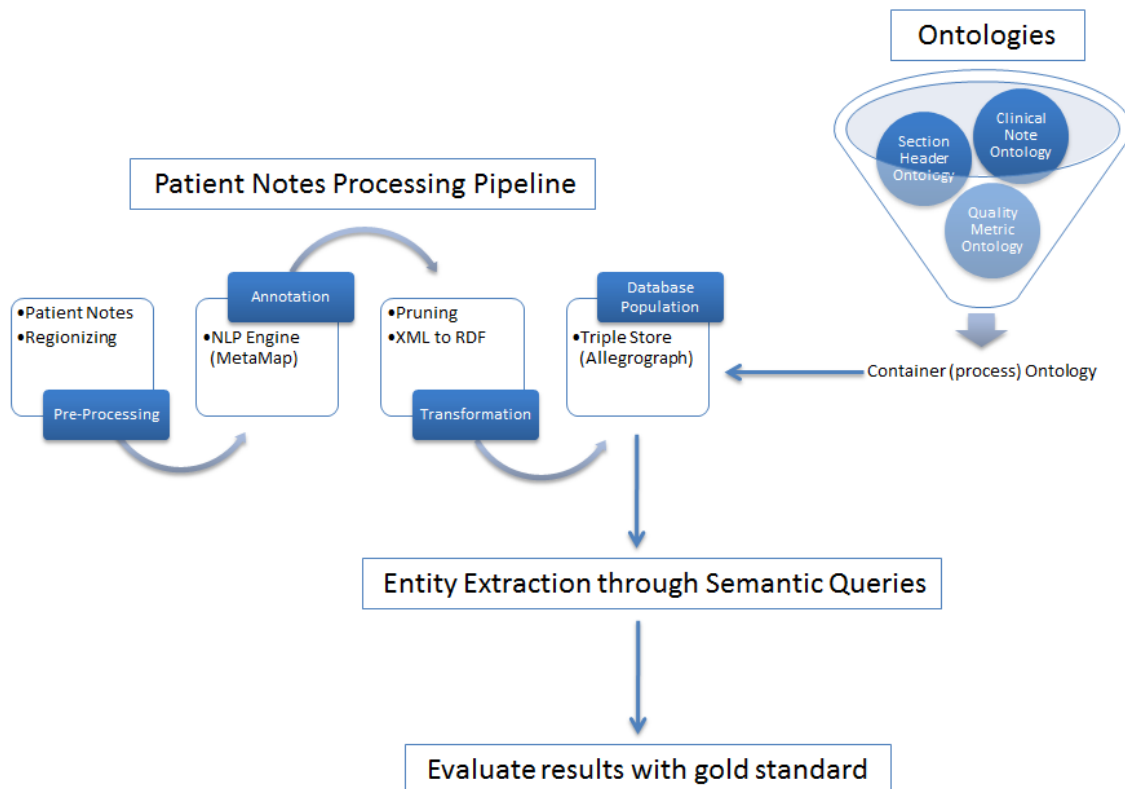 Ontologies
Section
Header
Ontology
Clinical
Note
Ontology
Quality
Metric
Ontology
Container (process) Ontology
Patient Notes Processing Pipeline
•Patient Notes
•Regionizing
Pre-Processing
Annotation
•NLP Engine
(MetaMap)
•Pruning
•XML to RDF
Transformation
Database
Population
•Triple Store
(Allegrograph)
Entity Extraction through Semantic Queries
Evaluate results with gold standard